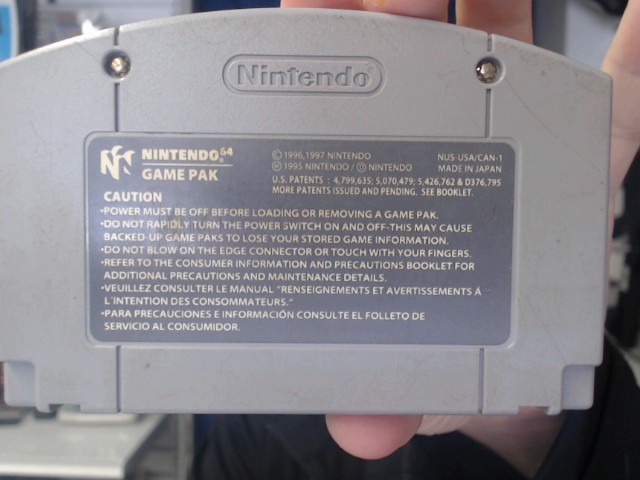 Nintendo
NINTENDO 64
GAME PAK
© 1996, 1997 NINTENDO
Ⓜ 1995 NINTENDO / Ⓓ NINTENDO
NUS-USA/CAN-1
MADE IN JAPAN
U.S. PATENTS : 4,799,635; 5,070,479; 5,426,762 & D376,795
MORE PATENTS ISSUED AND PENDING. SEE BOOKLET.
CAUTION
•POWER MUST BE OFF BEFORE LOADING OR REMOVING A GAME PAK.
•DO NOT RAPIDLY TURN THE POWER SWITCH ON AND OFF-THIS MAY CAUSE
BACKED-UP GAME PAKS TO LOSE YOUR STORED GAME INFORMATION.
•DO NOT BLOW ON THE EDGE CONNECTOR OR TOUCH WITH YOUR FINGERS.
•REFER TO THE CONSUMER INFORMATION AND PRECAUTIONS BOOKLET FOR
ADDITIONAL PRECAUTIONS AND MAINTENANCE DETAILS.
•VEUILLEZ CONSULTER LE MANUAL "RENSEIGNEMENTS ET AVERTISSEMENTS Á
L'INTENTION DES CONSOMMATEURS."
•PARA PRECAUCIONES E INFORMACIÓN CONSULTE EL FOLLETO DE
SERVICIO AL CONSUMIDOR.